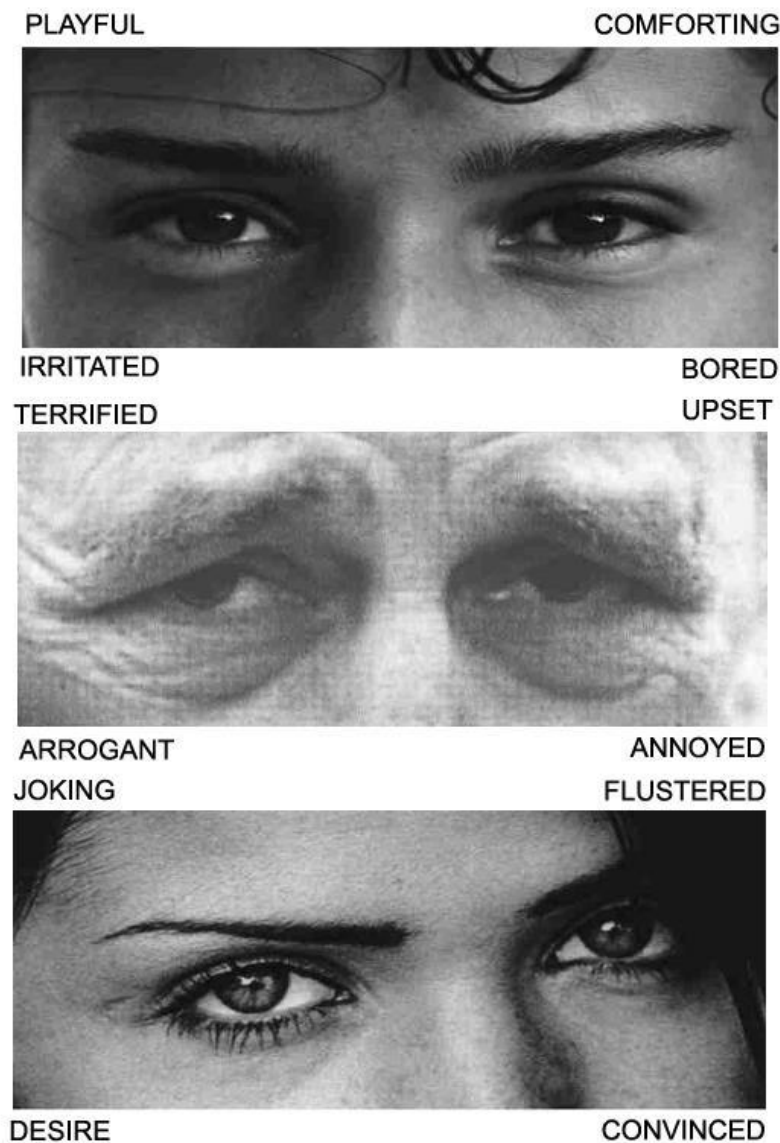 PLAYFUL COMFORTING
IRRITATED BORED
TERRIFIED UPSET
ARROGANT ANNOYED
JOKING FLUSTERED
DESIRE CONVINCED